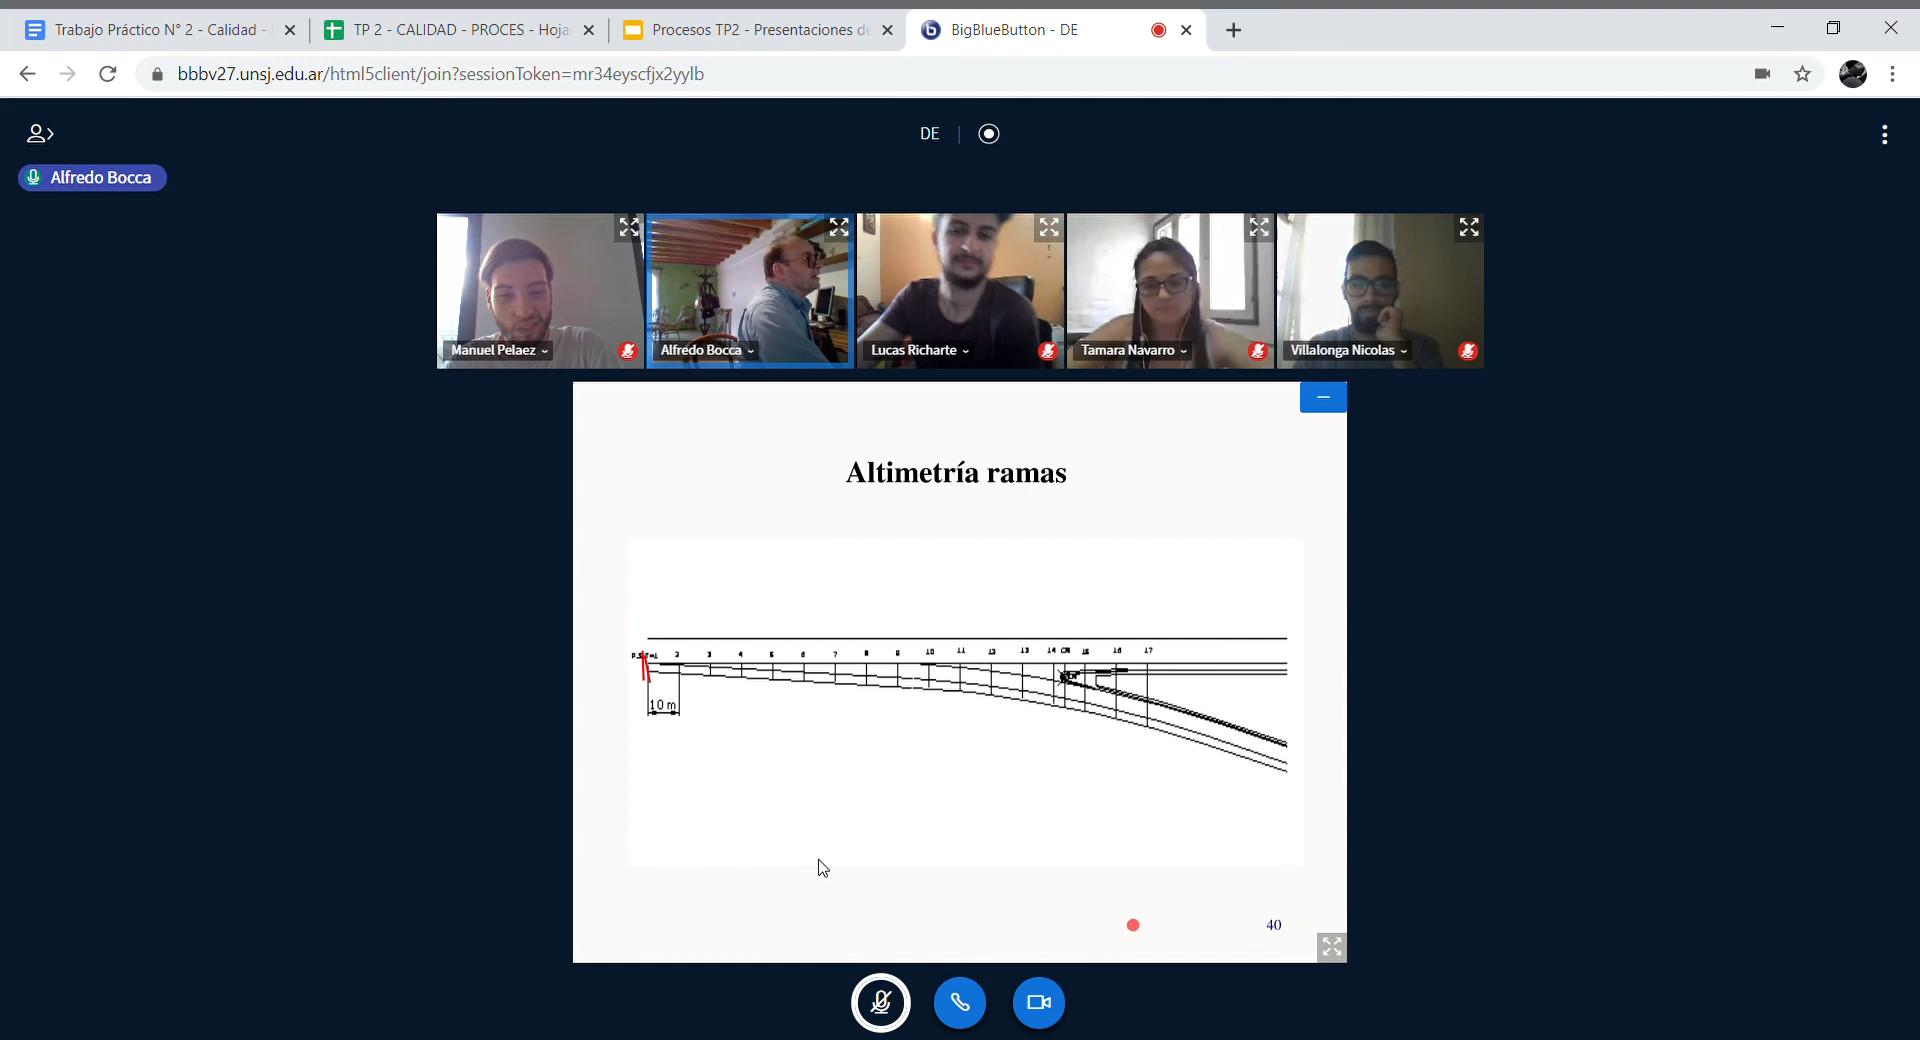 Trabajo Práctico N° 2 - Calidad -
TP 2 - CALIDAD - PROCES - Hoja
Procesos TP2 - Presentaciones de
BigBlueButton - DE
bbbv27.unsj.edu.ar/html5client/join?sessionToken=mr34eyscfjx2yylb
DE
Alfredo Bocca
Manuel Pelaez
Alfredo Bocca
Lucas Richarte
Tamara Navarro
Villalonga Nicolas
Altimetría ramas
2 3 4 5 6 7 8 9 10 11 12 13 14 15 16 17
10 m
40